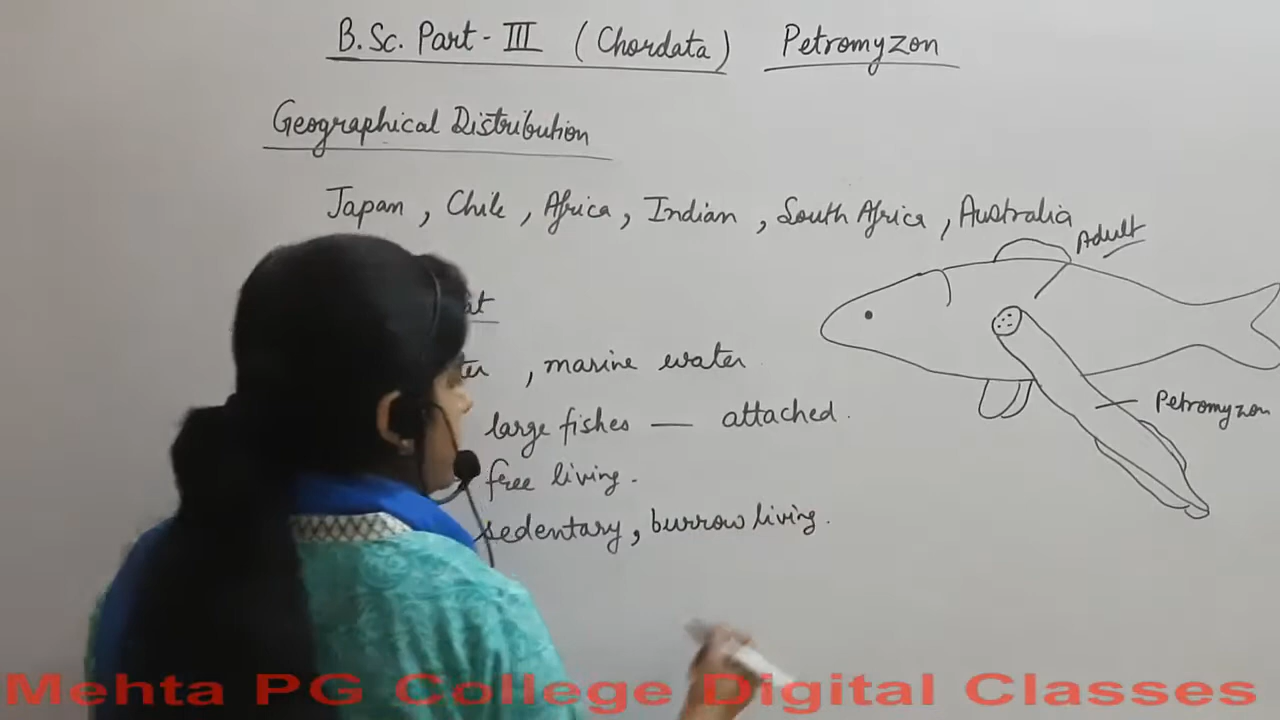 B.Sc. Part - III (Chordata) Petromyzon
Geographical Distribution
Japan, Chile, Africa, Indian, South Africa, Australia
Adult
marine water
large fishes — attached.
Petromyzon
free living.
sedentary, burrow living.
Mehta PG College Digital Classes